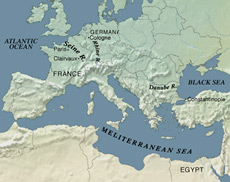 GERMANY
Cologne
ATLANTIC
OCEAN
Seine R.
Rhine R.
Paris
Clairvaux
FRANCE
BLACK SEA
Danube R.
Constantinople
MEDITERRANEAN SEA
EGYPT